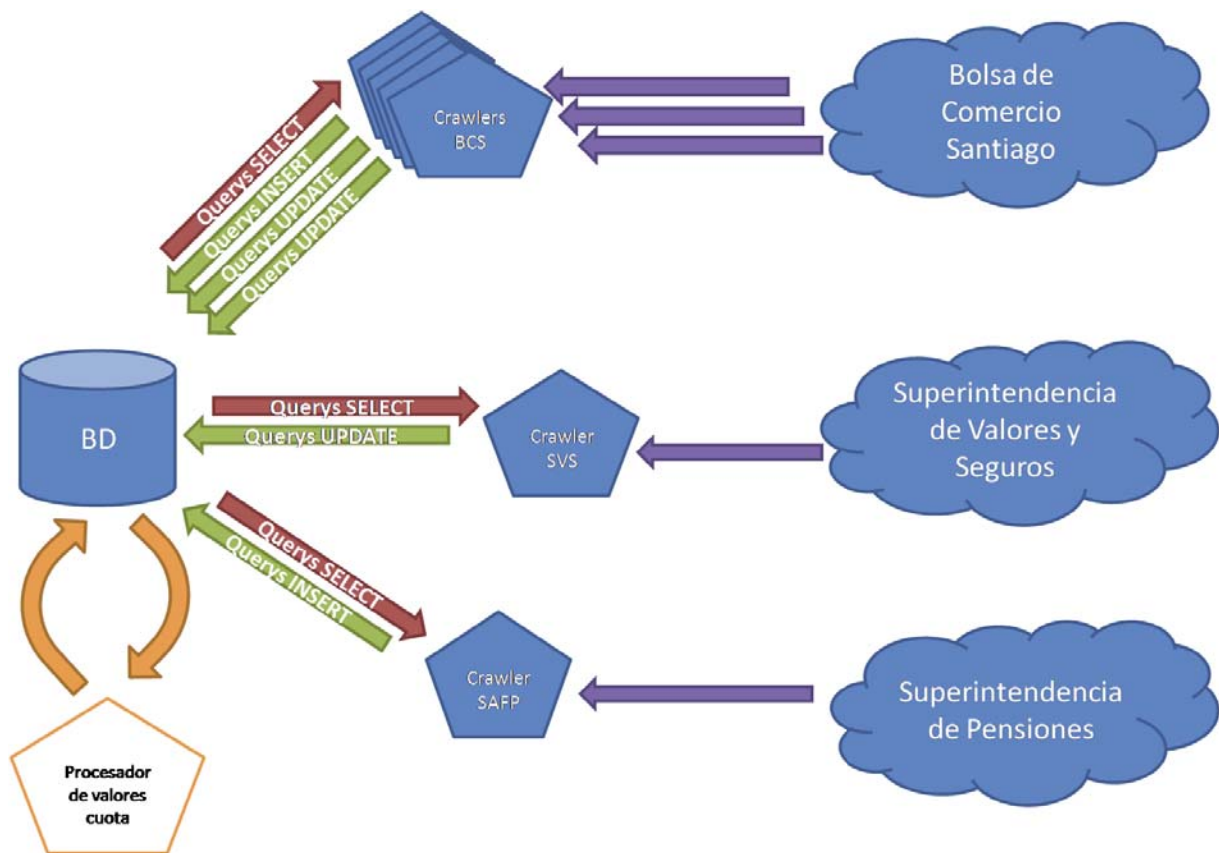 Crawlers
BCS
Bolsa de
Comercio
Santiago
Querys SELECT
Querys INSERT
Querys UPDATE
Querys UPDATE
BD
Querys SELECT
Querys UPDATE
Crawler
SVS
Superintendencia
de Valores y
Seguros
Querys SELECT
Querys INSERT
Crawler
SAFP
Superintendencia
de Pensiones
Procesador
de valores
cuota